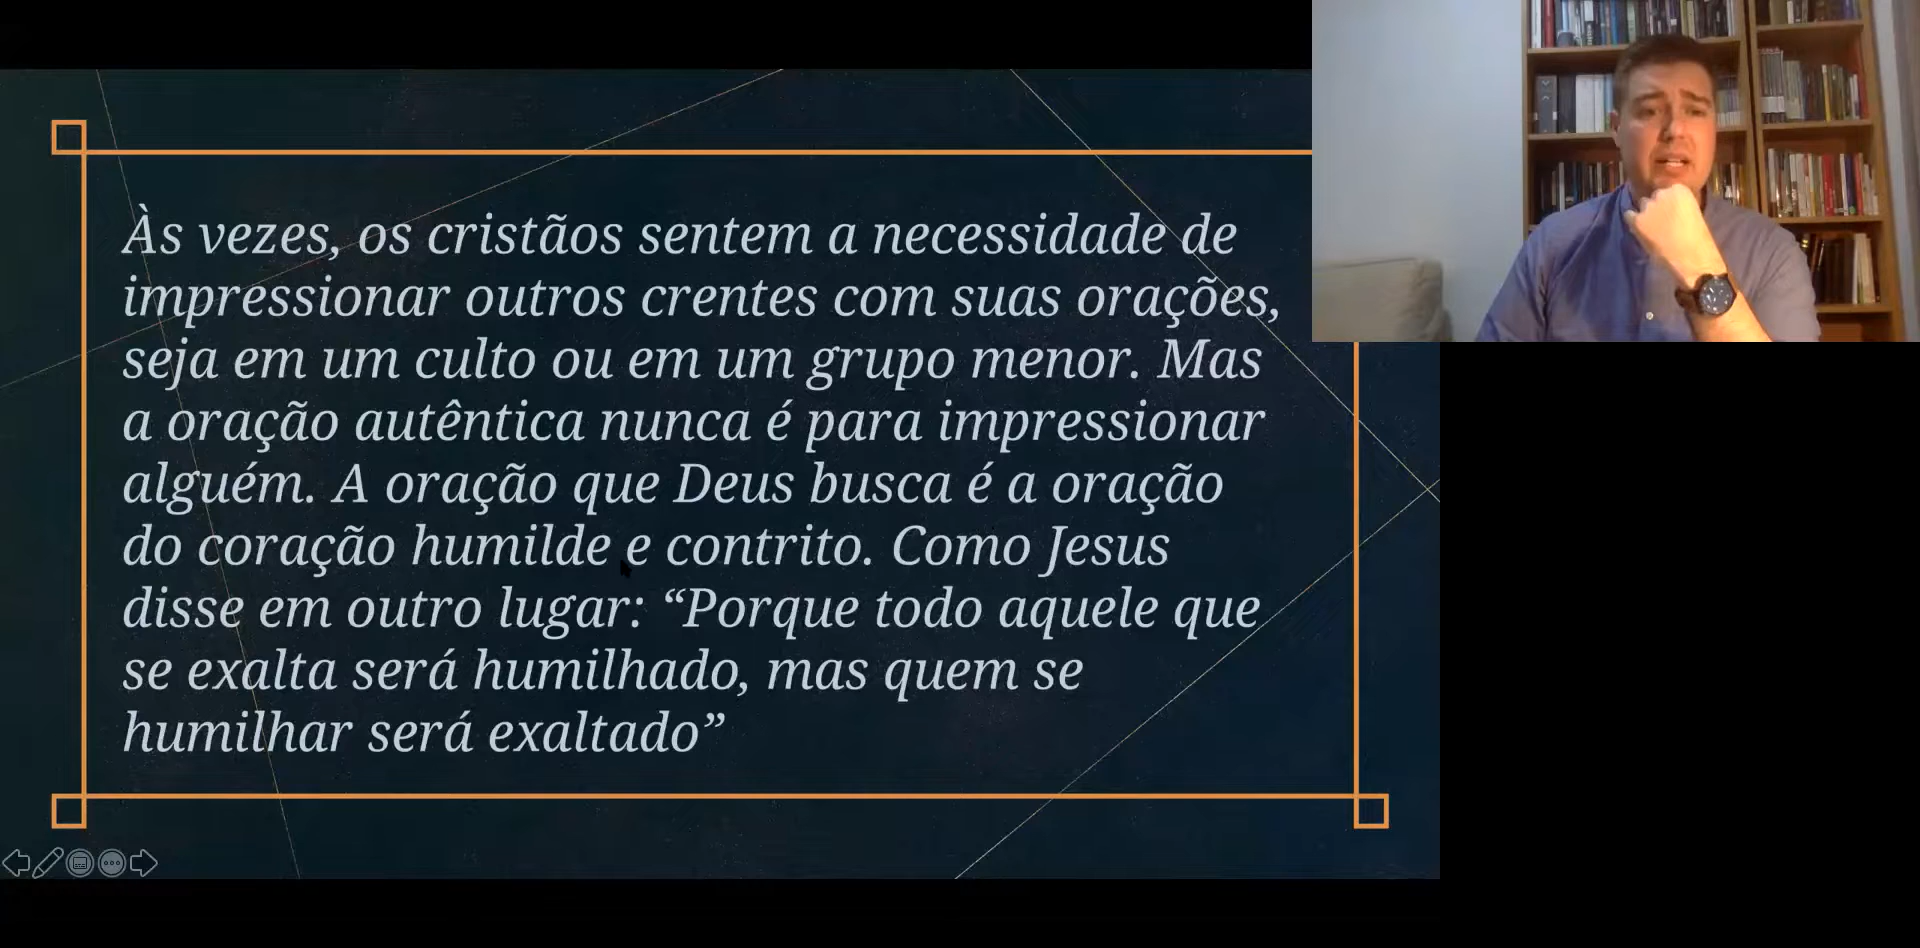 Às vezes, os cristãos sentem a necessidade de
impressionar outros crentes com suas orações,
seja em um culto ou em um grupo menor. Mas
a oração autêntica nunca é para impressionar
alguém. A oração que Deus busca é a oração
do coração humilde e contrito. Como Jesus
disse em outro lugar: “Porque todo aquele que
se exalta será humilhado, mas quem se
humilhar será exaltado”